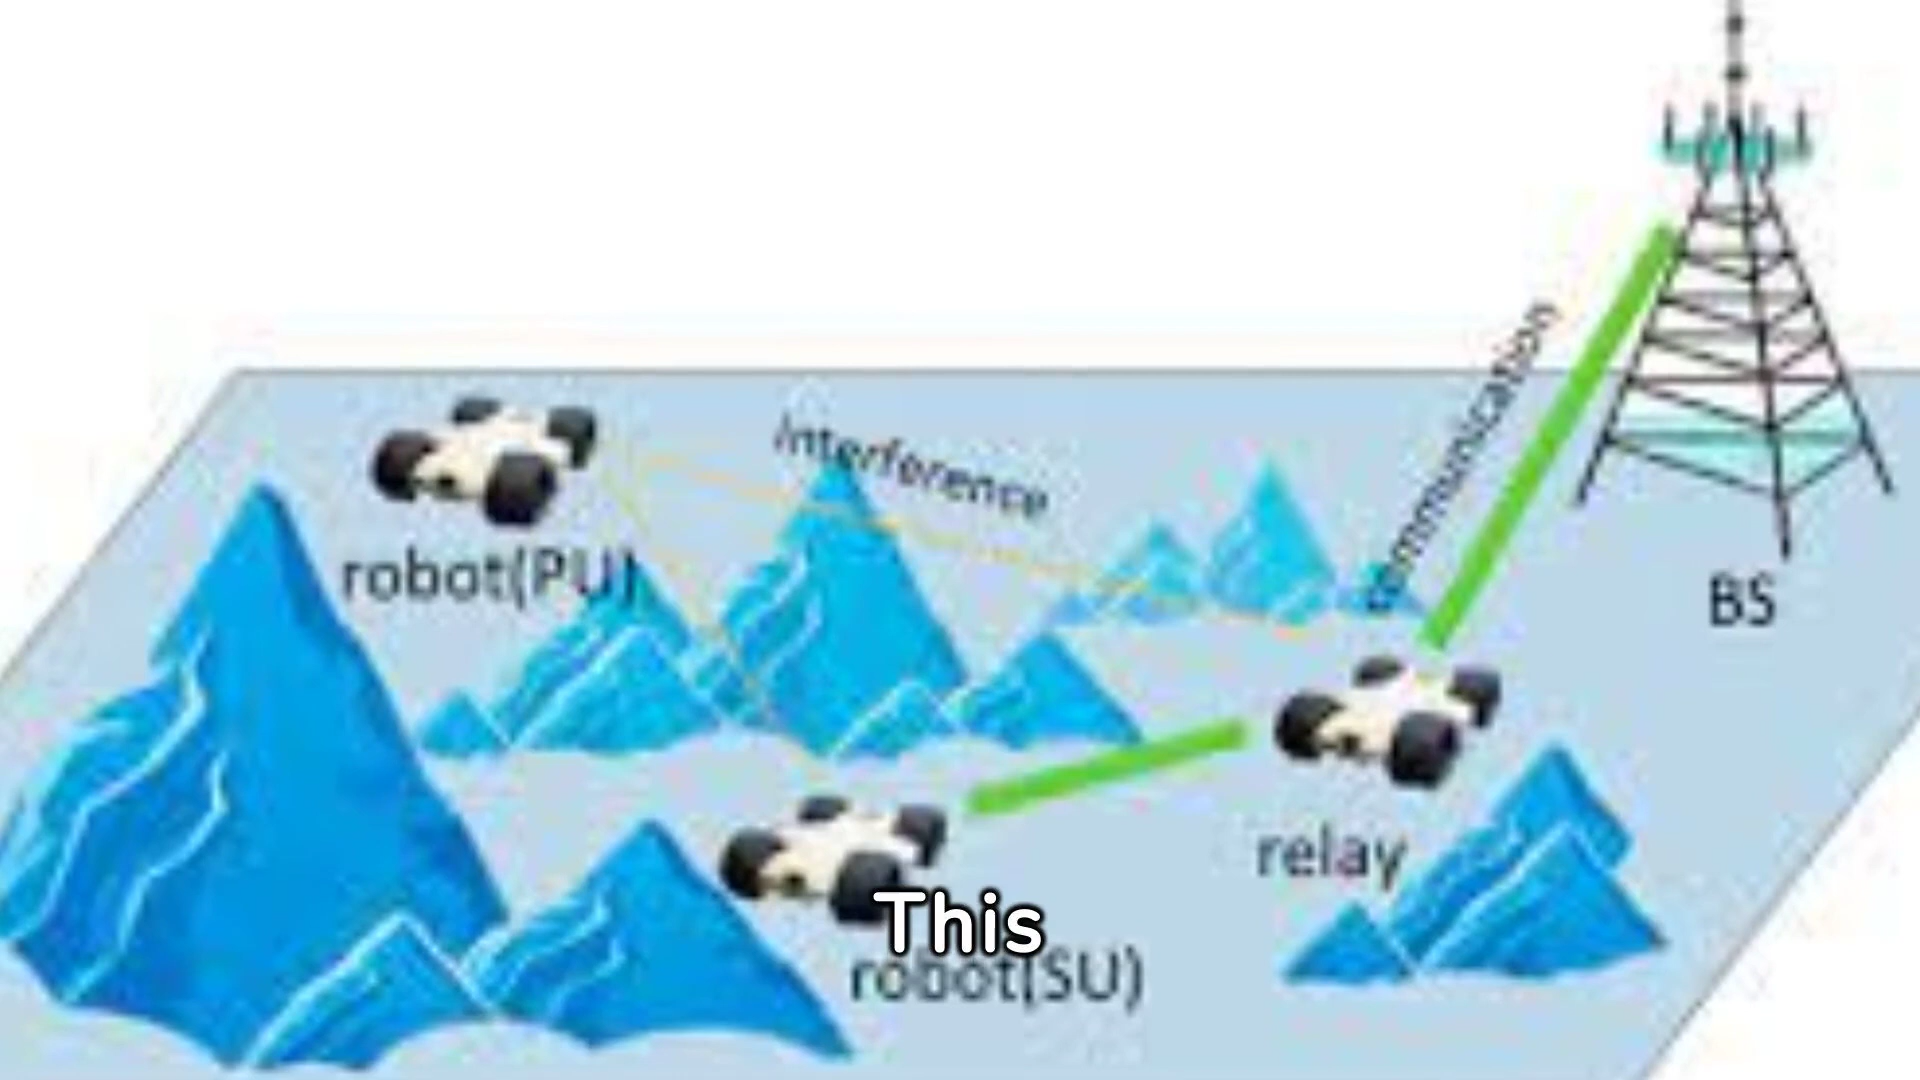 interference
communication
robot(PU)
BS
relay
This
robot(SU)